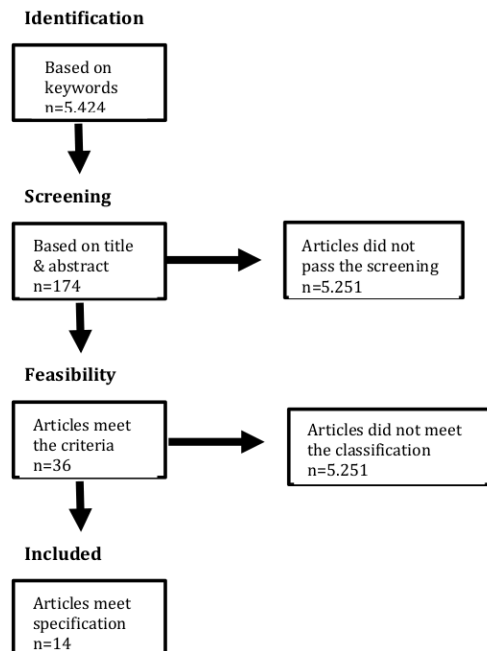 Identification
Based on
keywords
n=5.424
Screening
Based on title
& abstract
n=174
Articles did not
pass the screening
n=5.251
Feasibility
Articles meet
the criteria
n=36
Articles did not meet
the classification
n=5.251
Included
Articles meet
specification
n=14